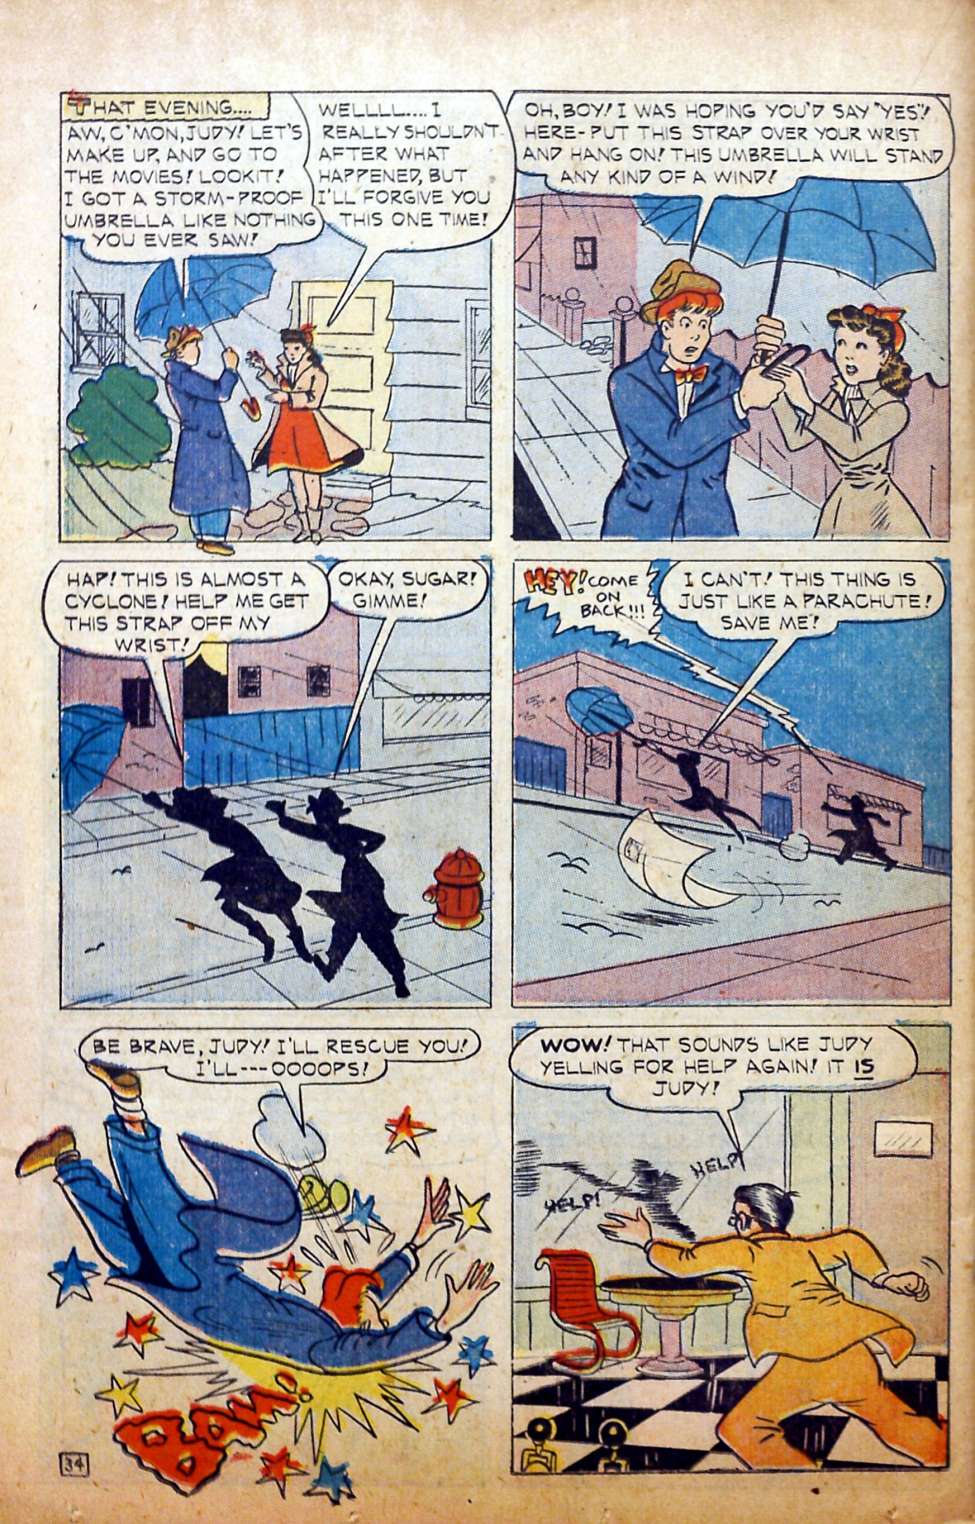 THAT EVENING....
AW, C'MON, JUDY! LET'S
MAKE UP, AND GO TO
THE MOVIES! LOOKIT!
I GOT A STORM-PROOF
UMBRELLA LIKE NOTHING
YOU EVER SAW!
WELLLL.... I
REALLY SHOULDN'T
AFTER WHAT
HAPPENED, BUT
I'LL FORGIVE YOU
THIS ONE TIME!
OH, BOY! I WAS HOPING YOU'D SAY "YES"!
HERE- PUT THIS STRAP OVER YOUR WRIST
AND HANG ON! THIS UMBRELLA WILL STAND
ANY KIND OF A WIND!
HAP! THIS IS ALMOST A
CYCLONE! HELP ME GET
THIS STRAP OFF MY
WRIST!
OKAY, SUGAR!
GIMME!
HEY! COME
ON
BACK!!!
I CAN'T! THIS THING IS
JUST LIKE A PARACHUTE!
SAVE ME!
BE BRAVE, JUDY! I'LL RESCUE YOU!
I'LL---OOOOPS!
BAM!
34
WOW! THAT SOUNDS LIKE JUDY
YELLING FOR HELP AGAIN! IT IS
JUDY!
HELP!
HELP!